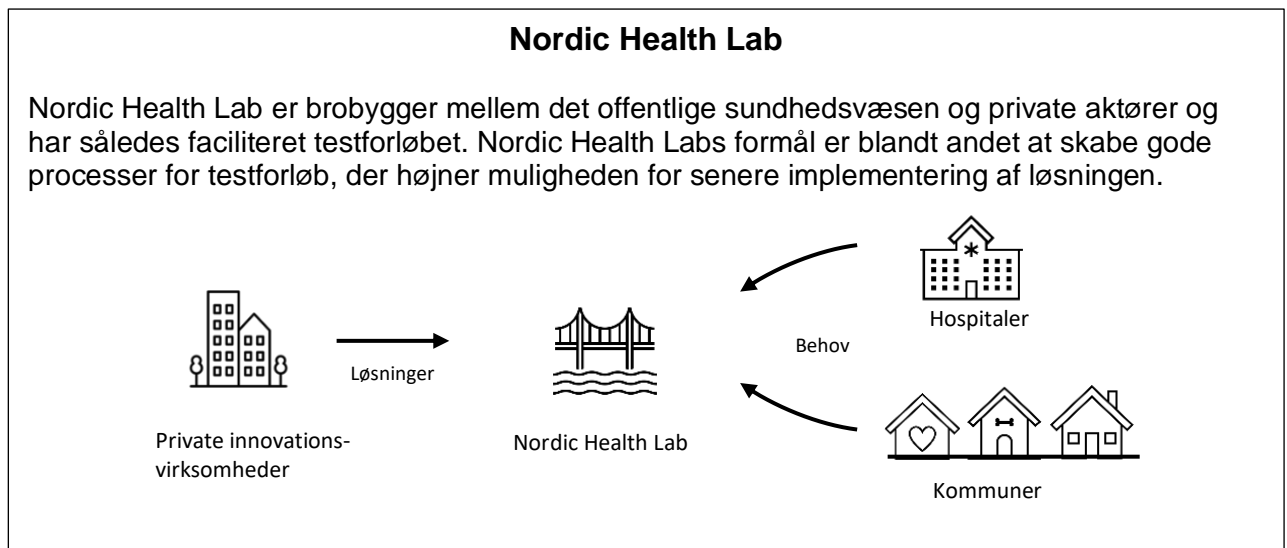 Nordic Health Lab
Nordic Health Lab er brobygger mellem det offentlige sundhedsvæsen og private aktører og
har således faciliteret testforløbet. Nordic Health Labs formål er blandt andet at skabe gode
processer for testforløb, der højner muligheden for senere implementering af løsningen.
Hospitaler
Behov
Løsninger
Private innovations-
virksomheder
Nordic Health Lab
Kommuner